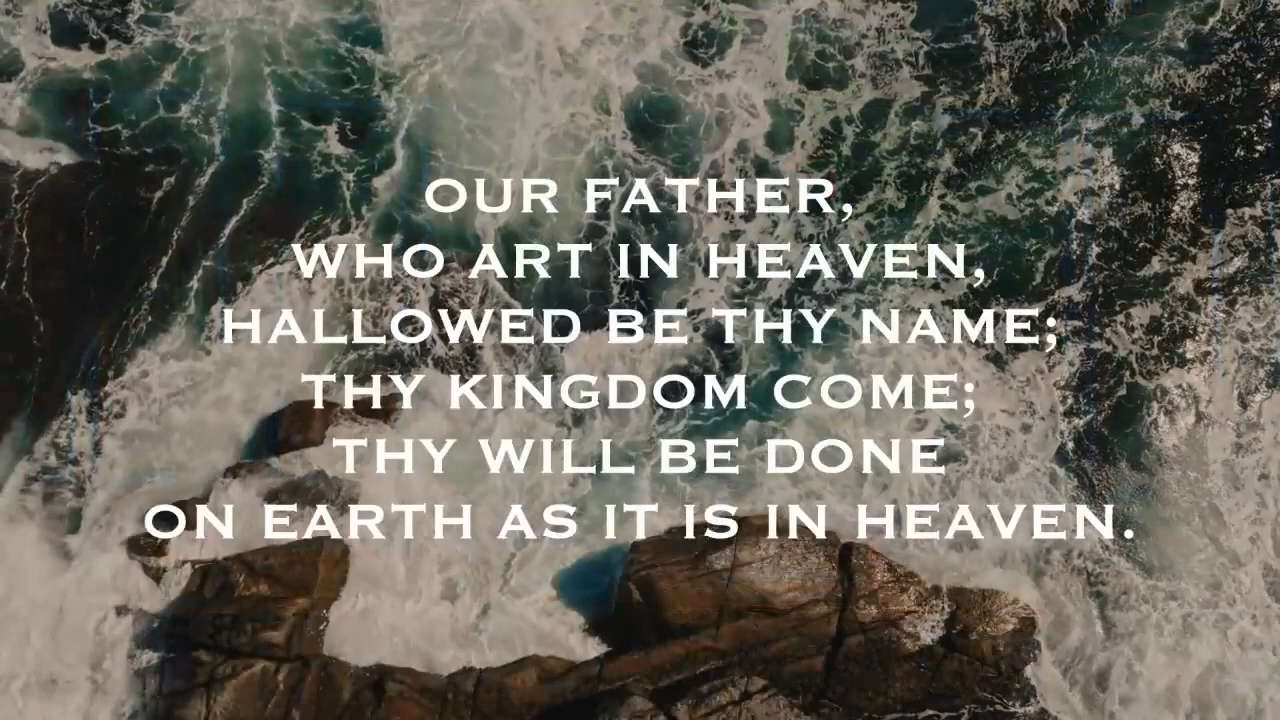 OUR FATHER,
WHO ART IN HEAVEN,
HALLOWED BE THY NAME;
THY KINGDOM COME;
THY WILL BE DONE
ON EARTH AS IT IS IN HEAVEN.